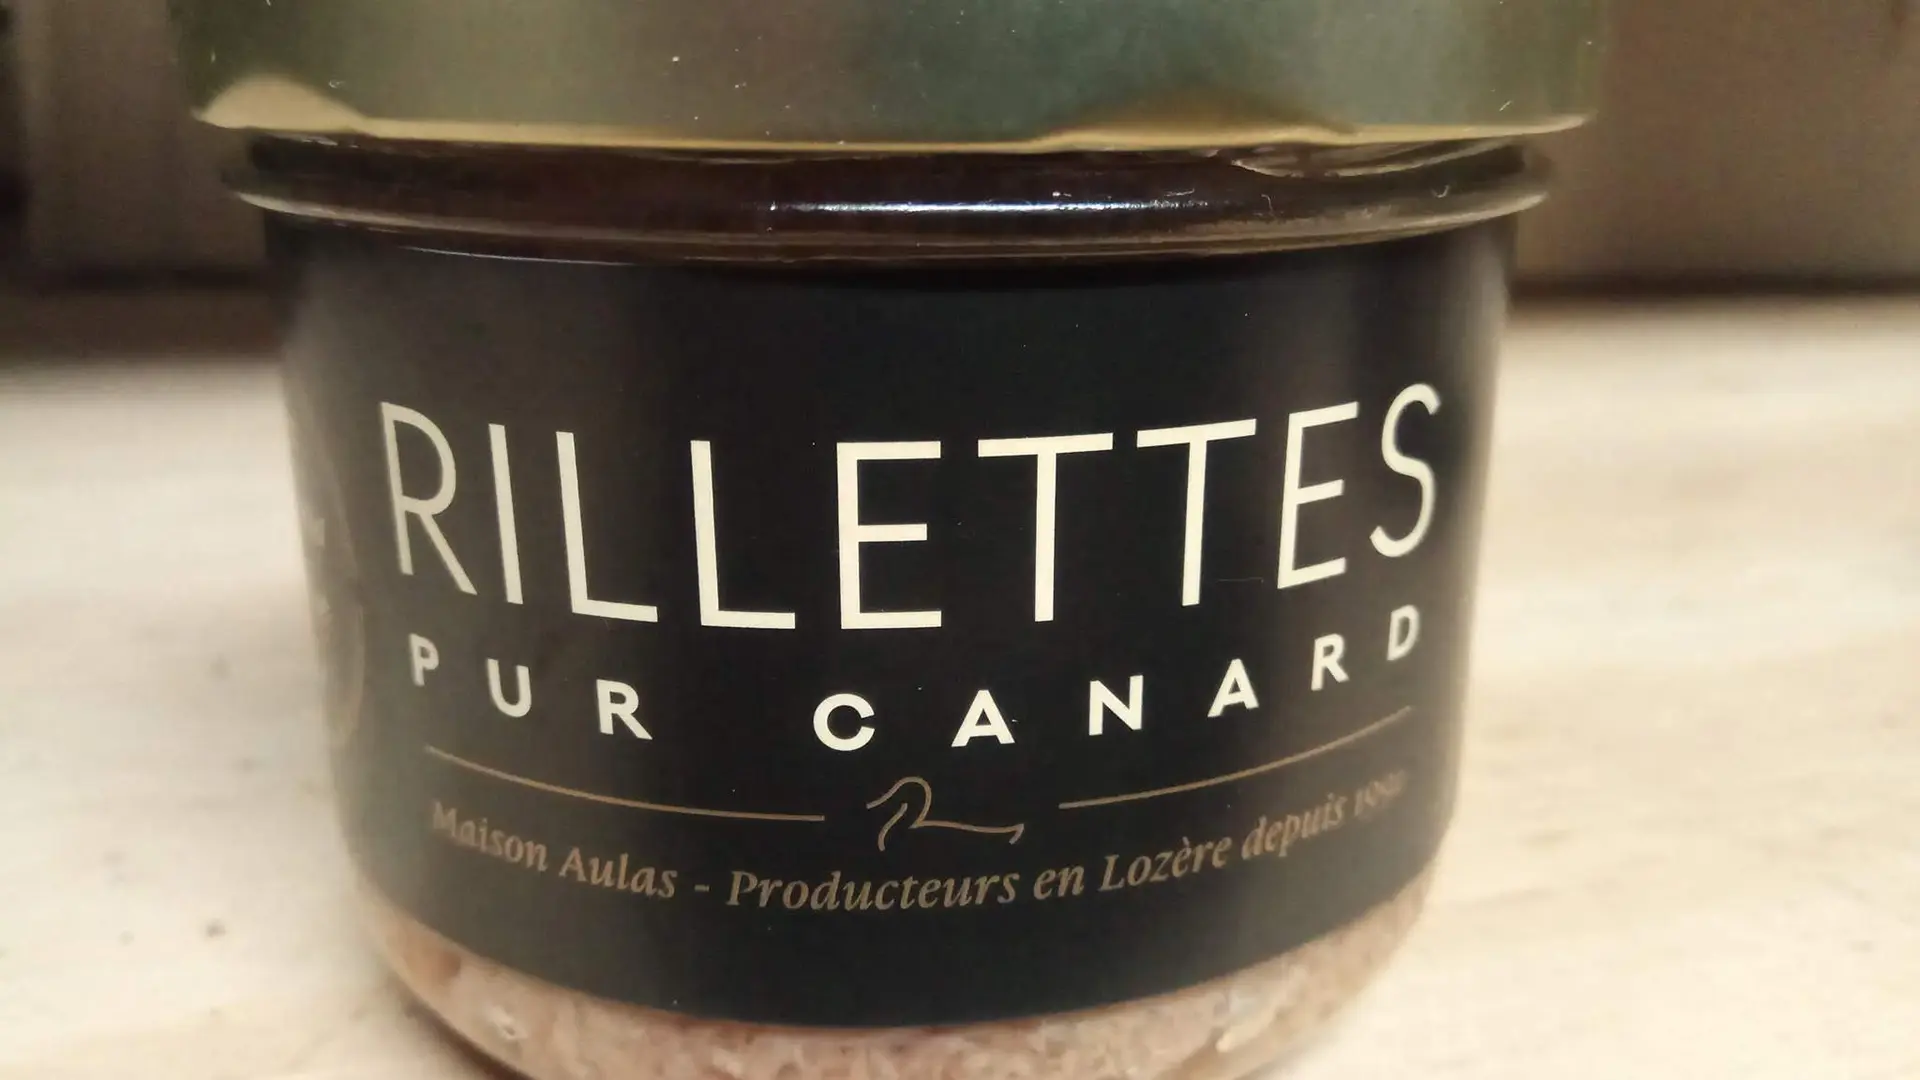 RILLETTES
PUR CANARD
Maison Aulas - Producteurs en Lozère depuis